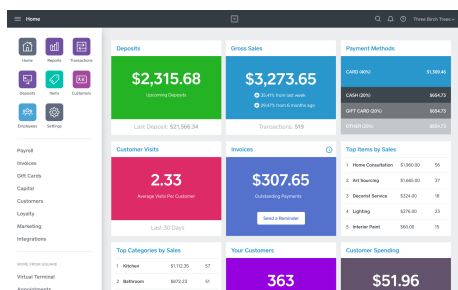 Home
Three Birch Trees
Home
Reports
Transactions
Deposits
Items
Customers
Employees
Settings
Payroll
Invoices
Gift Cards
Capital
Customers
Loyalty
Marketing
Integrations
MORE FROM SQUARE
Virtual Terminal
Appointments
Deposits
$2,315.68
Upcoming Deposits
Last Deposit: $21,566.34
Gross Sales
$3,273.65
35.41% from last week
29.47% from 6 months ago
Transactions: 519
Payment Methods
CARD (40%) $1,309.46
CASH (20%) $654.73
GIFT CARD (20%) $654.73
OTHER (20%) $654.73
Customer Visits
2.33
Average Visits Per Customer
Last 30 Days
Invoices
$307.65
Outstanding Payments
Send a Reminder
Top Items by Sales
1 Home Consultation $1,960.00 56
2 Art Sourcing $1,665.00 37
3 Decorist Service $324.00 18
4 Lighting $276.00 23
5 Interior Paint $60.00 15
Top Categories by Sales
1 Kitchen $1,112.35 57
2 Bathroom $872.23 51
Your Customers
363
Customer Spending
$51.96